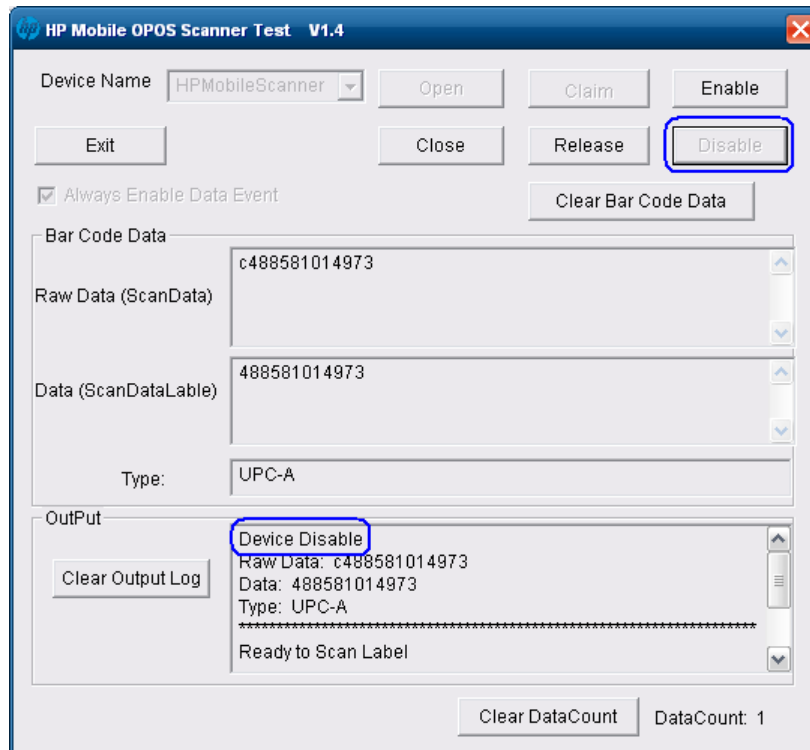 HP Mobile OPOS Scanner Test V1.4
Device Name HPMobileScanner Open Claim Enable
Exit Close Release Disable
Always Enable Data Event Clear Bar Code Data
Bar Code Data
Raw Data (ScanData) c488581014973
Data (ScanDataLable) 488581014973
Type: UPC-A
OutPut
Device Disable
Raw Data: c488581014973
Clear Output Log Data: 488581014973
Type: UPC-A
********************************************************************************
Ready to Scan Label
Clear DataCount DataCount: 1